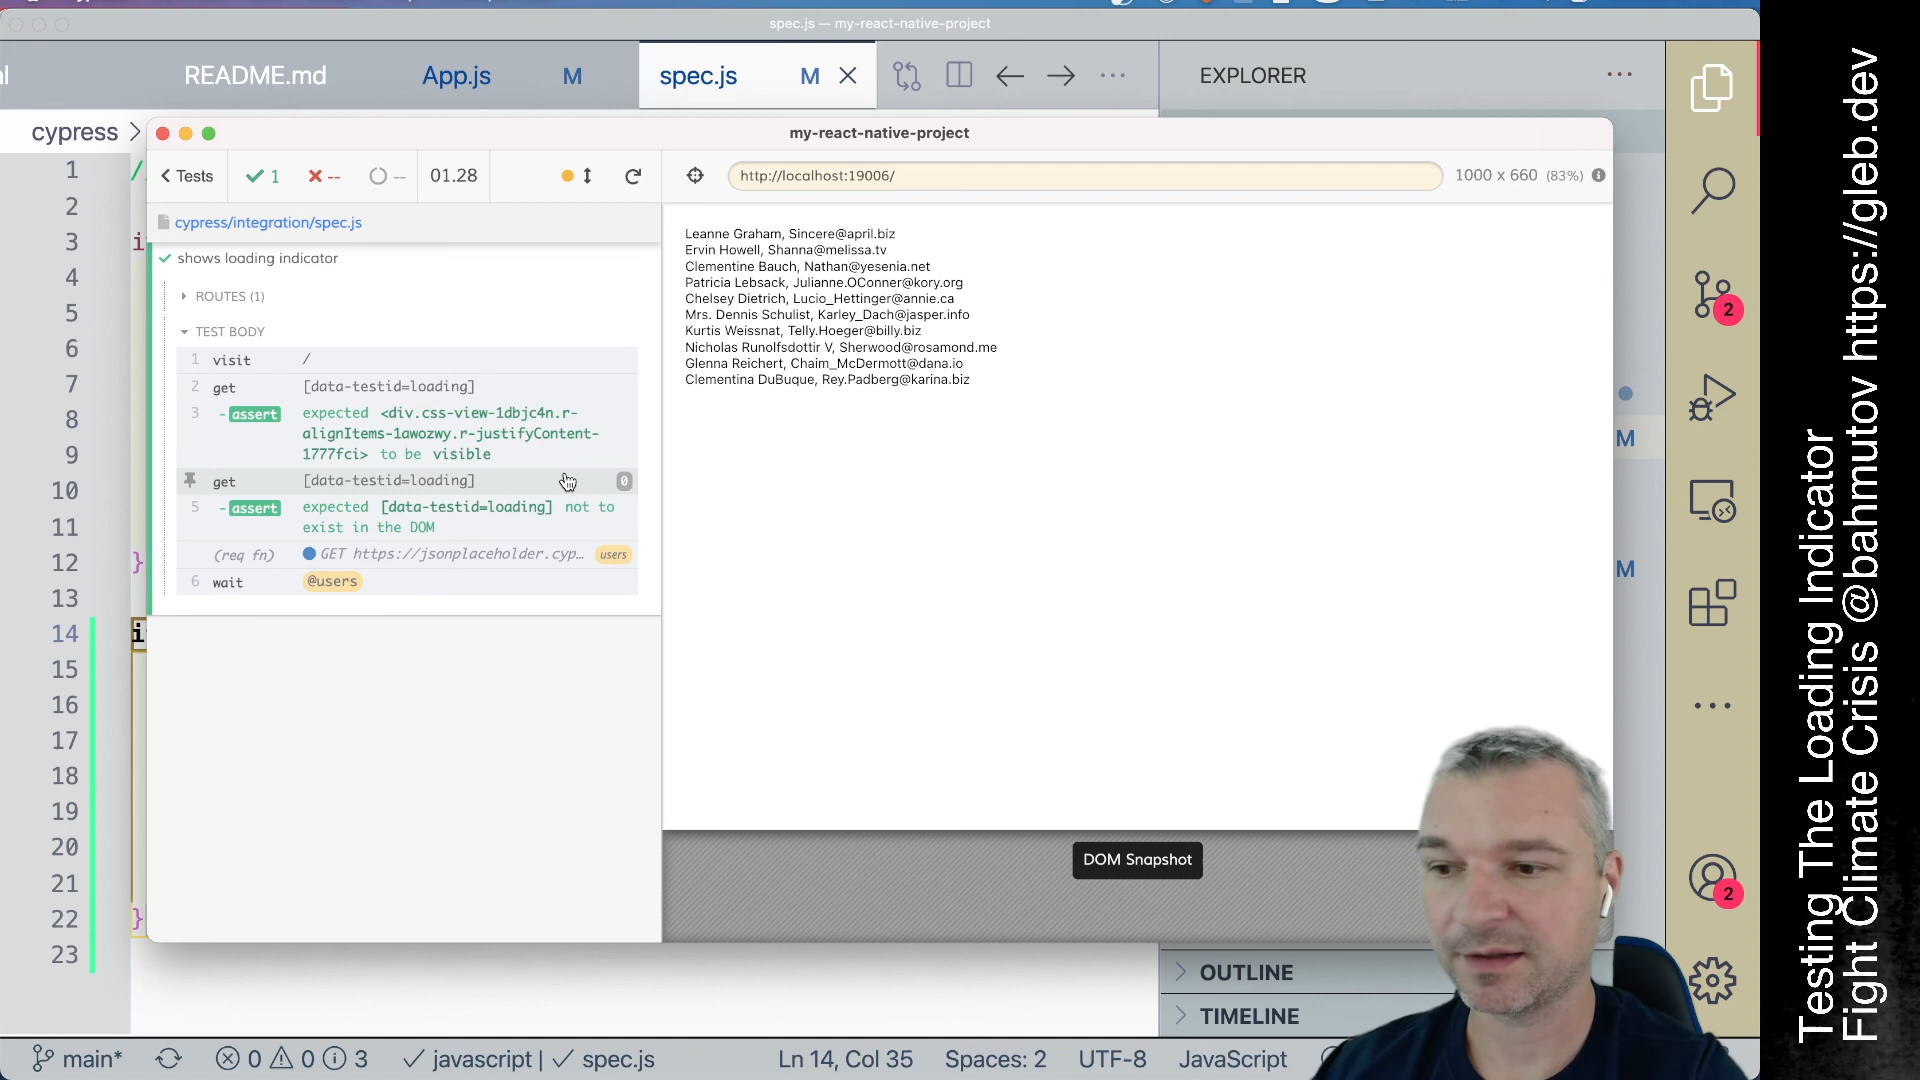 spec.js — my-react-native-project
README.md
App.js
M
spec.js
M
EXPLORER
cypress >
my-react-native-project
Tests
1
--
--
01.28
http://localhost:19006/
1000 x 660 (83%)
cypress/integration/spec.js
shows loading indicator
ROUTES (1)
TEST BODY
1 visit /
2 get [data-testid=loading]
3 -assert expected <div.css-view-1dbjc4n.r-
alignItems-1awozwy.r-justifyContent-
1777fci> to be visible
get [data-testid=loading] 0
5 -assert expected [data-testid=loading] not to
exist in the DOM
(req fn) GET https://jsonplaceholder.cyp… users
6 wait @users
Leanne Graham, Sincere@april.biz
Ervin Howell, Shanna@melissa.tv
Clementine Bauch, Nathan@yesenia.net
Patricia Lebsack, Julianne.OConner@kory.org
Chelsey Dietrich, Lucio_Hettinger@annie.ca
Mrs. Dennis Schulist, Karley_Dach@jasper.info
Kurtis Weissnat, Telly.Hoeger@billy.biz
Nicholas Runolfsdottir V, Sherwood@rosamond.me
Glenna Reichert, Chaim_McDermott@dana.io
Clementina DuBuque, Rey.Padberg@karina.biz
DOM Snapshot
1
2
3
4
5
6
7
8
9
10
11
12 }
13
14
15
16
17
18
19
20
21
22 }
23
M
M
2
2
OUTLINE
TIMELINE
main*
0
0
3
javascript |
spec.js
Ln 14, Col 35
Spaces: 2
UTF-8
JavaScript
Testing The Loading Indicator
Fight Climate Crisis @bahmutov https://gleb.dev